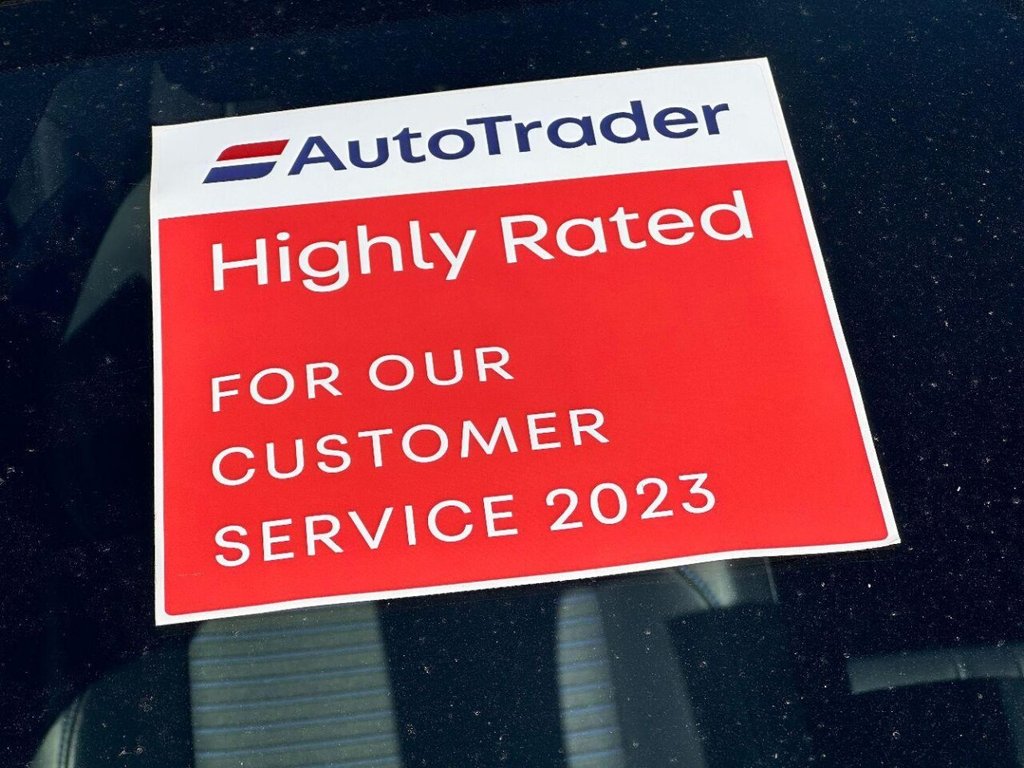 AutoTrader
Highly Rated
FOR OUR
CUSTOMER
SERVICE 2023